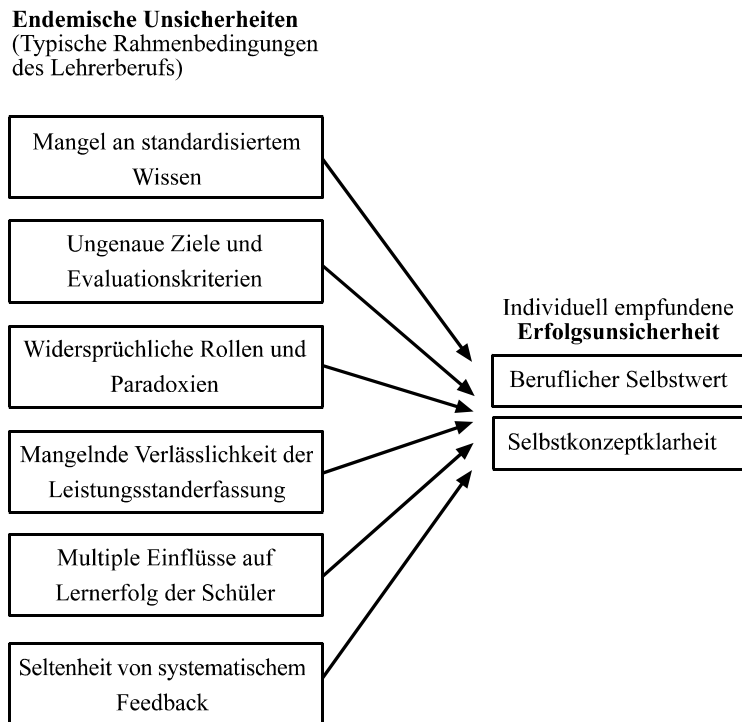 Endemische Unsicherheiten
(Typische Rahmenbedingungen
des Lehrerberufs)
Mangel an standardisiertem
Wissen
Ungenaue Ziele und
Evaluationskriterien
Widersprüchliche Rollen und
Paradoxien
Mangelnde Verlässlichkeit der
Leistungsstanderfassung
Multiple Einflüsse auf
Lernerfolg der Schüler
Seltenheit von systematischem
Feedback
Individuell empfundene
Erfolgsunsicherheit
Beruflicher Selbstwert
Selbstkonzeptklarheit